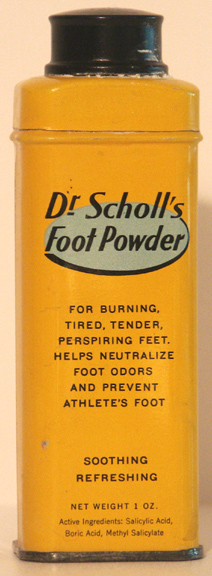 Dr Scholl's
Foot Powder
FOR BURNING,
TIRED, TENDER,
PERSPIRING FEET.
HELPS NEUTRALIZE
FOOT ODORS
AND PREVENT
ATHLETE'S FOOT
SOOTHING
REFRESHING
NET WEIGHT 1 OZ.
Active Ingredients: Salicylic Acid,
Boric Acid, Methyl Salicylate